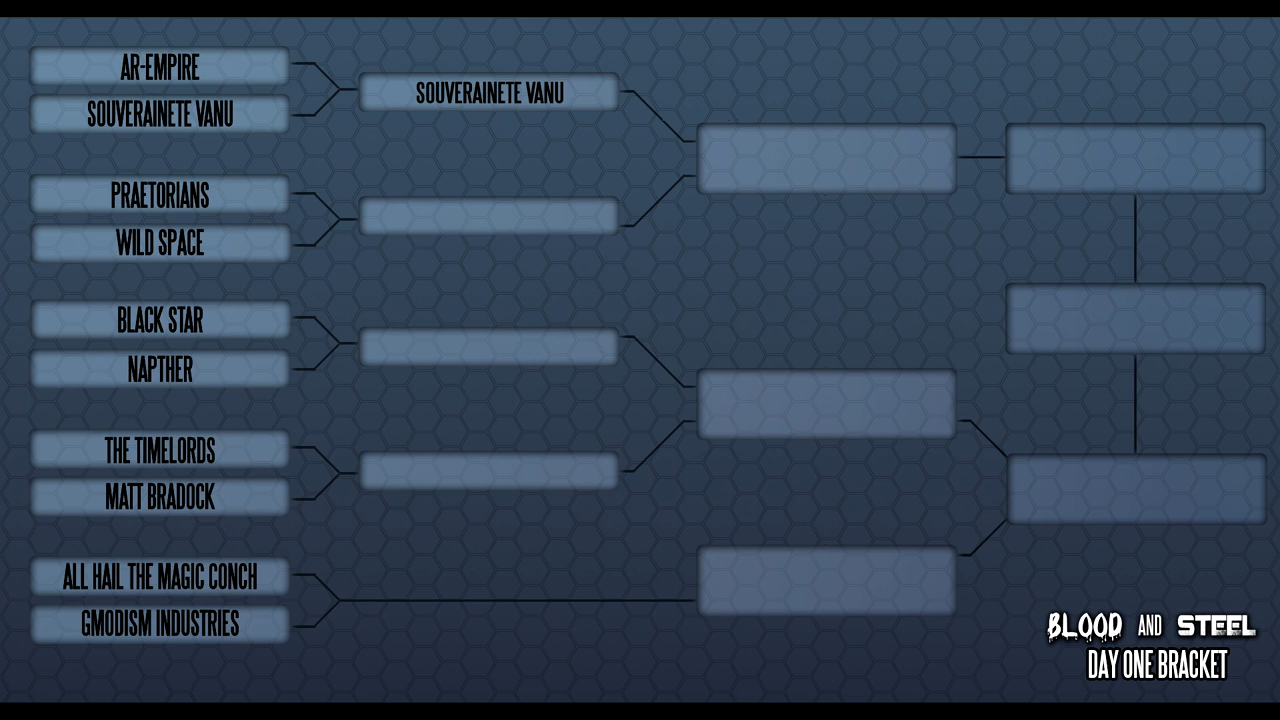 AR-EMPIRE
SOUVERAINETE VANU
SOUVERAINETE VANU
PRAETORIANS
WILD SPACE
BLACK STAR
NAPTHER
THE TIMELORDS
MATT BRADOCK
ALL HAIL THE MAGIC CONCH
GMODISM INDUSTRIES
BLOOD AND STEEL
DAY ONE BRACKET